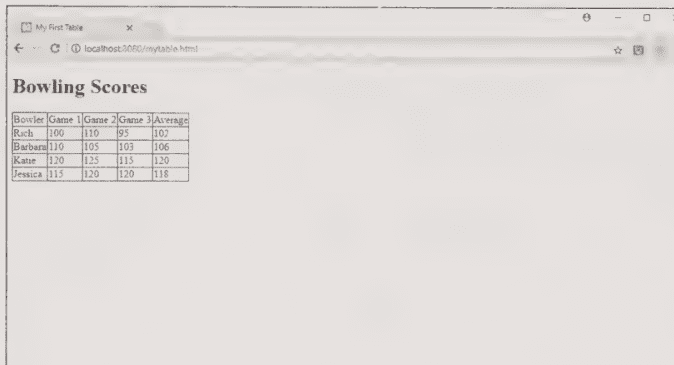 My First Table
localhost:8080/mytable.html
Bowling Scores
Bowler Game 1 Game 2 Game 3 Average
Rich 100 110 95 102
Barbara 110 105 103 106
Katie 120 125 115 120
Jessica 115 120 120 118